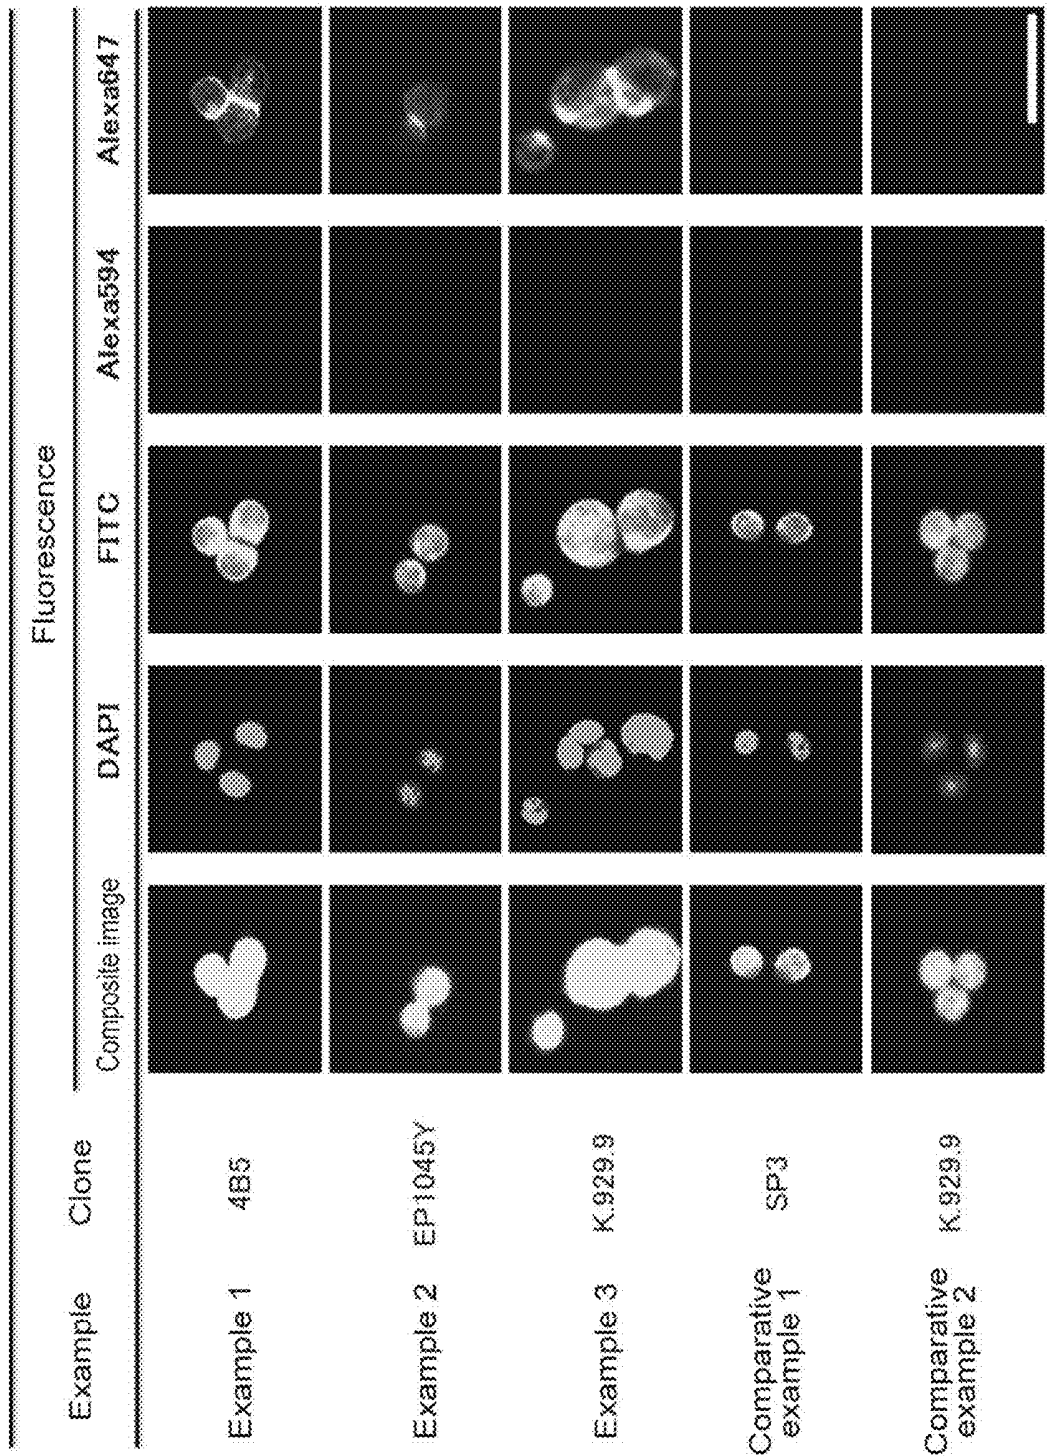 Fluorescence
Example Clone Composite image DAPI FITC Alexa594 Alexa647
Example 1 4B5
Example 2 EP1045Y
Example 3 K.929.9
Comparative
example 1 SP3
Comparative
example 2 K.929.9